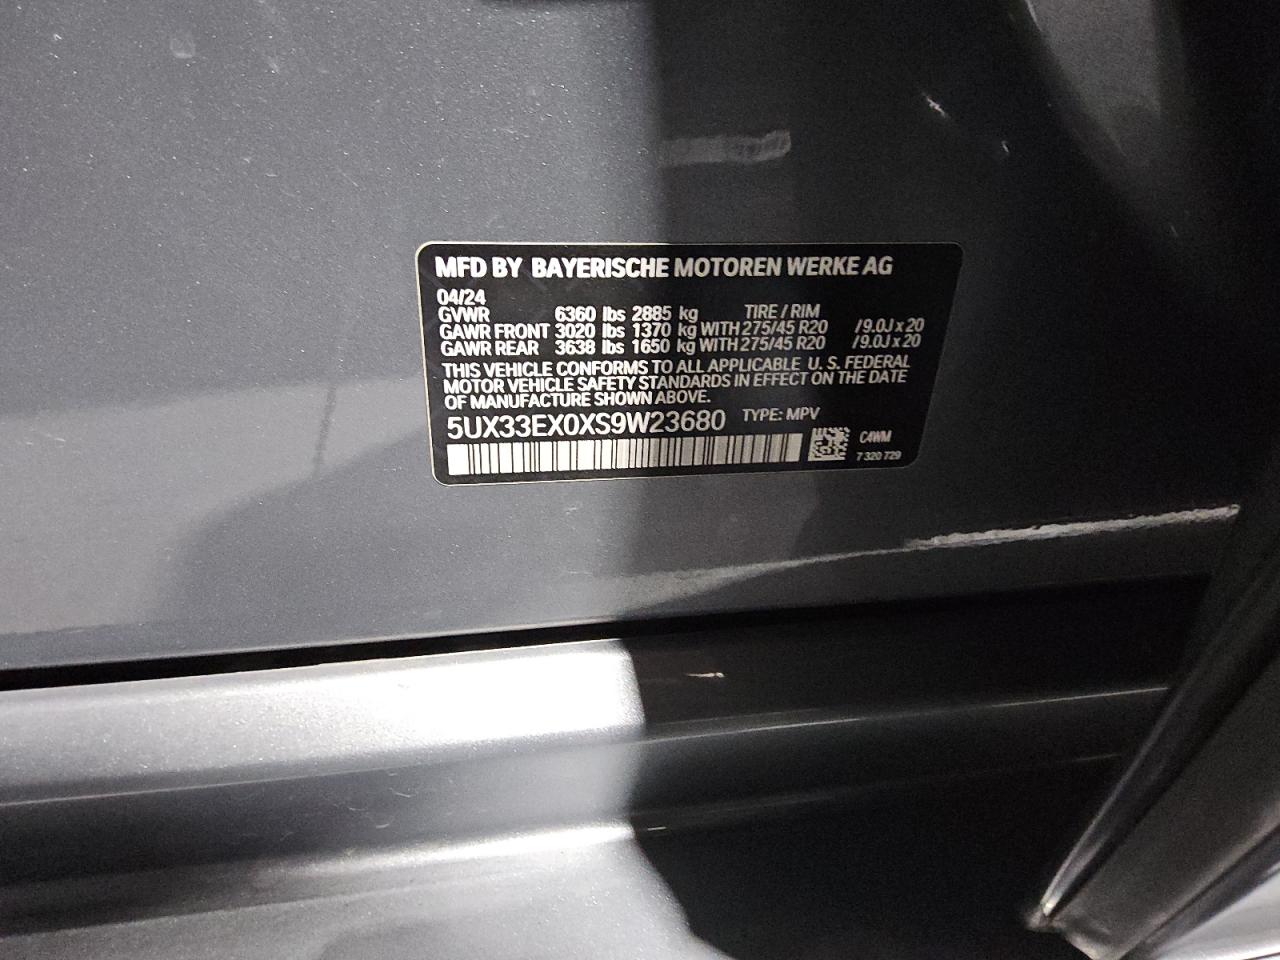 MFD BY BAYERISCHE MOTOREN WERKE AG
04/24
GVWR 6360 lbs 2885 kg TIRE / RIM
GAWR FRONT 3020 lbs 1370 kg WITH 275/45 R20 /9.0J x 20
GAWR REAR 3638 lbs 1650 kg WITH 275/45 R20 /9.0J x 20
THIS VEHICLE CONFORMS TO ALL APPLICABLE U. S. FEDERAL
MOTOR VEHICLE SAFETY STANDARDS IN EFFECT ON THE DATE
OF MANUFACTURE SHOWN ABOVE.
5UX33EX0XS9W23680 TYPE: MPV
C4WM
7 320 729